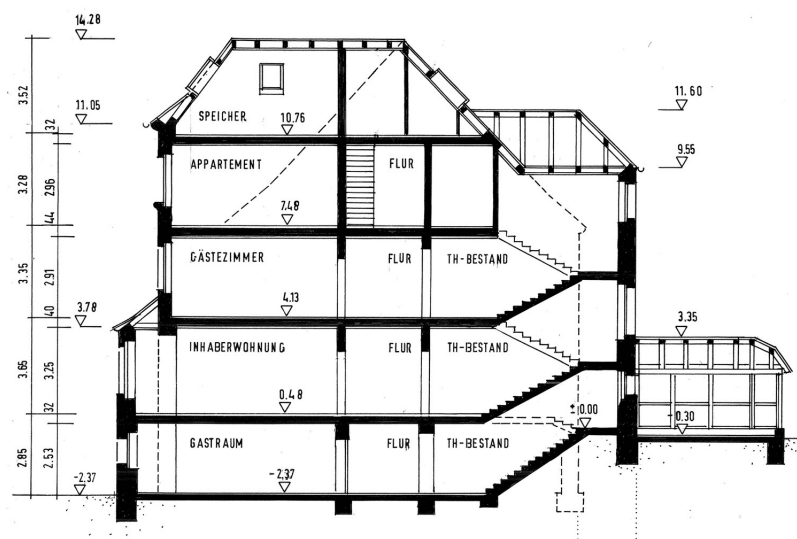 14.28
11.05
3.78
-2.37
3.52
32
3.28
2.96
44
3.35
2.91
40
3.65
3.25
32
2.85
2.53
SPEICHER
10.76
APPARTEMENT
FLUR
7.48
GÄSTEZIMMER
FLUR
TH-BESTAND
4.13
INHABERWOHNUNG
FLUR
TH-BESTAND
0.48
GASTRAUM
FLUR
TH-BESTAND
-2.37
± 0.00
11.60
9.55
3.35
- 0.30